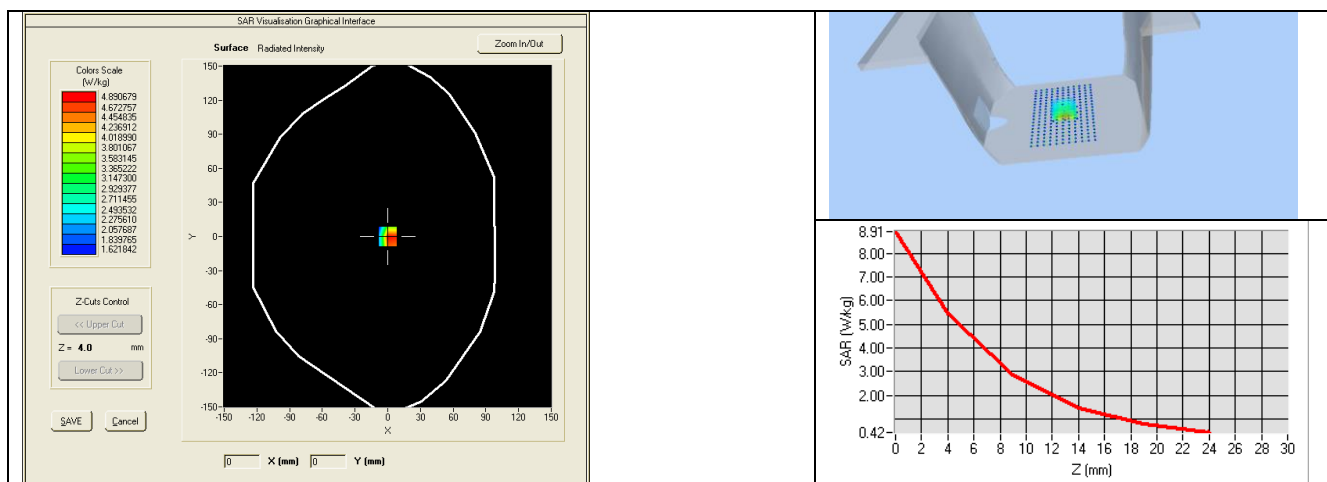 SAR Visualisation Graphical Interface
Surface Radiated Intensity
Zoom In/Out
Colors Scale
(W/kg)
4.890679
4.672757
4.454835
4.236912
4.018990
3.801067
3.583145
3.365222
3.147300
2.929377
2.711455
2.493532
2.275610
2.057687
1.839765
1.621842
Z-Cuts Control
<< Upper Cut
Z = 4.0 mm
Lower Cut >>
SAVE Cancel
150
120
90
60
30
0
-30
-60
-90
-120
-150
Y
-150 -120 -90 -60 -30 0 30 60 90 120 150
X
0 X (mm) 0 Y (mm)
8.91
8.00
6.00
5.00
4.00
3.00
2.00
0.42
SAR (W/kg)
0 2 4 6 8 10 12 14 16 18 20 22 24 26 28 30
Z (mm)